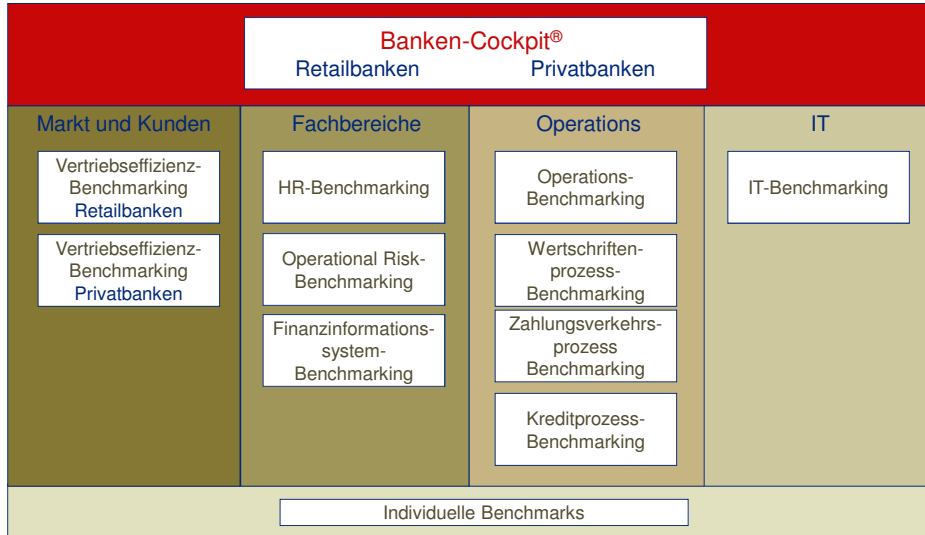 Banken-Cockpit®
Retailbanken Privatbanken
Markt und Kunden
Vertriebseffizienz-
Benchmarking
Retailbanken
Vertriebseffizienz-
Benchmarking
Privatbanken
Fachbereiche
HR-Benchmarking
Operational Risk-
Benchmarking
Finanzinformations-
system-
Benchmarking
Operations
Operations-
Benchmarking
Wertschriften-
prozess-
Benchmarking
Zahlungsverkehrs-
prozess
Benchmarking
Kreditprozess-
Benchmarking
IT
IT-Benchmarking
Individuelle Benchmarks